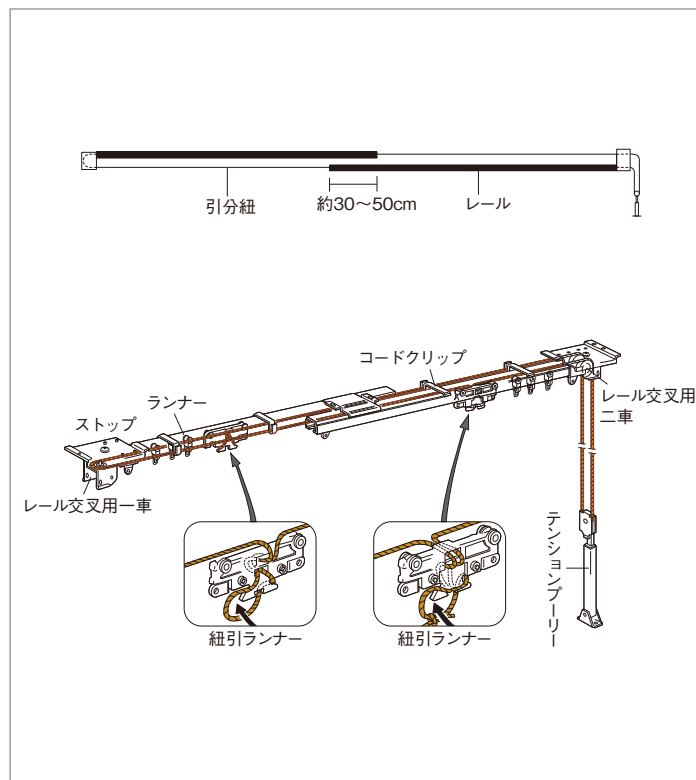 引分紐
約30～50cm
レール
コードクリップ
ランナー
ストップ
レール交叉用
二車
レール交叉用一車
テンションプーリー
紐引ランナー
紐引ランナー